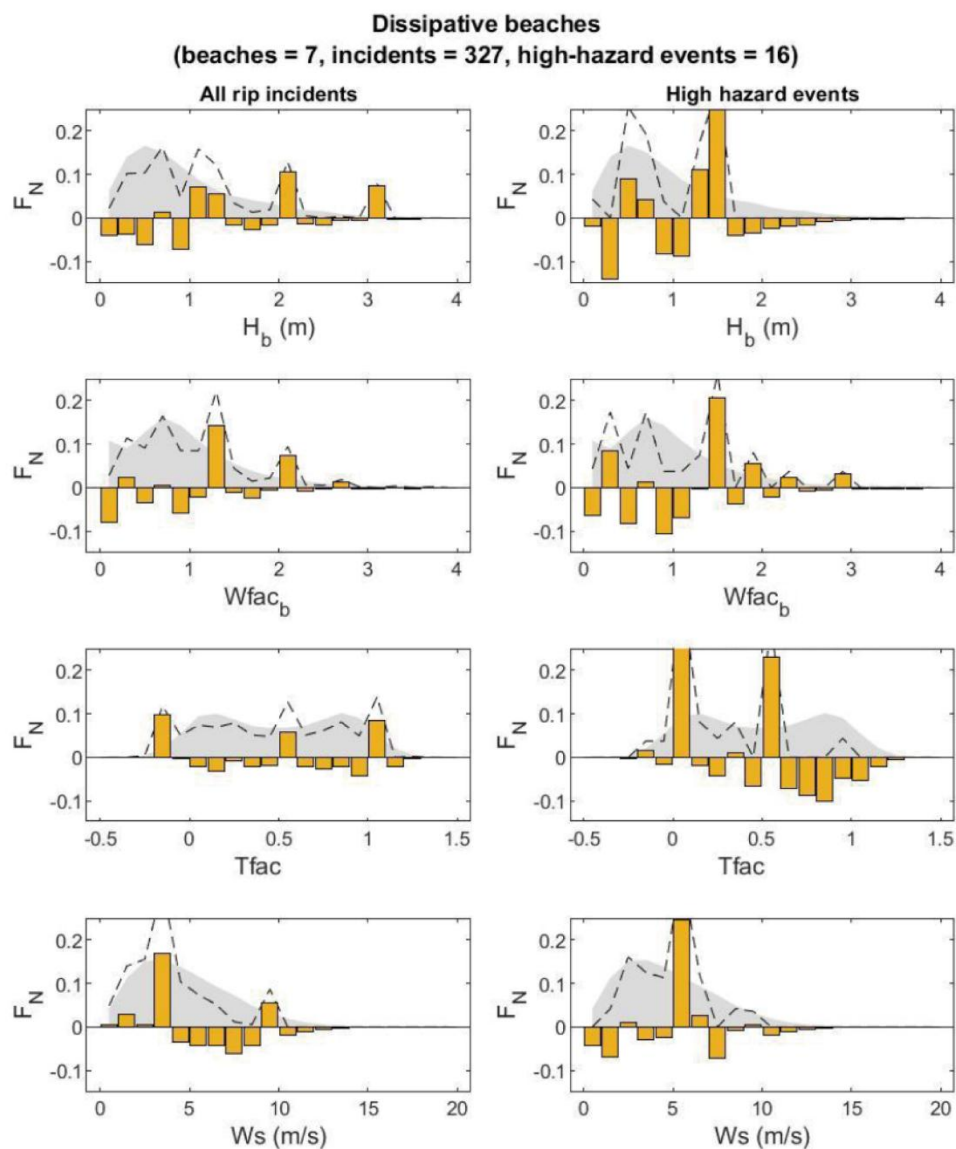 Dissipative beaches
(beaches = 7, incidents = 327, high-hazard events = 16)
All rip incidents
High hazard events
0.2
0.1
0
-0.1
F_N
0 1 2 3 4
H_b (m)
0.2
0.1
0
-0.1
F_N
0 1 2 3 4
H_b (m)
0.2
0.1
0
-0.1
F_N
0 1 2 3 4
Wfac_b
0.2
0.1
0
-0.1
F_N
0 1 2 3 4
Wfac_b
0.2
0.1
0
-0.1
F_N
-0.5 0 0.5 1 1.5
Tfac
0.2
0.1
0
-0.1
F_N
0 0.5 1 1.5
Tfac
0.2
0.1
0
-0.1
F_N
0 5 10 15 20
Ws (m/s)
0.2
0.1
0
-0.1
F_N
0 5 10 15 20
Ws (m/s)